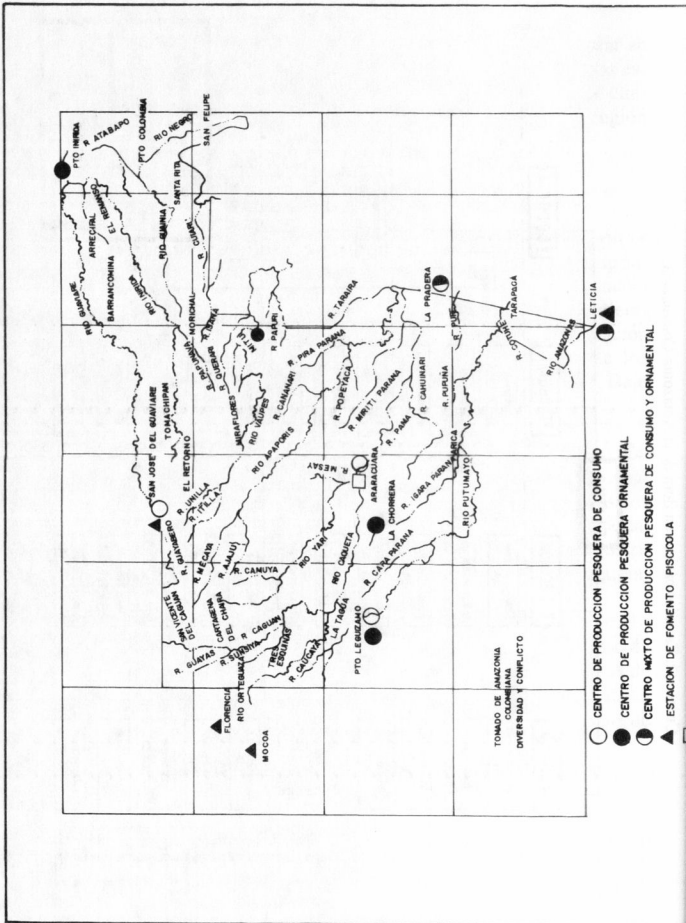 PTO INIRIDA
R. ATABAPO
PTO COLOMBIA
RIO NEGRO
SAN FELIPE
RIO GUAVIARE
ARRECIFAL
BARRANCOMINA
EL REMANSO
RIO INIRIDA
SANTA RITA
R. CUIARI
R. ISANA
SAN JOSE DEL GUAVIARE
TOMACHIPAN
MORICHAL
R. PAPUNAUA
R. QUERARI
MITU
R. PAPURI
EL RETORNO
MIRAFLORES
RIO VAUPES
R. UNILLA
R. ITILLA
R. CANANARI
R. PIRA PARANA
R. TARAIRA
RIO APAPORIS
R. POPEYACA
R. MIRITI PARANA
LA PRADERA
R. GUAYABERO
SAN VICENTE
DEL CAGUAN
R. MECAYA
R. AJAJU
R. CAMUYA
RIO YARI
R. MESAY
ARARACUARA
R. CAHUINARI
R. PAMA
R. PURE
R. PUPUÑA
R. GUAYAS
CARTAGENA
DEL CHAIRA
R. CAGUAN
R. SUNSIYA
RIO CAQUETA
LA CHORRERA
R. IGARA PARANA
ARICA
RIO PUTUMAYO
R. COTUHE
TARAPACA
FLORENCIA
RIO ORTEGUAZA
TRES
ESQUINAS
LA TAGUA
R. CAUCAYA
R. CARA PARANA
PTO LEGUIZAMO
MOCOA
RIO AMAZONAS
LETICIA
TOMADO DE AMAZONIA
COLOMBIANA
DIVERSIDAD Y CONFLICTO
CENTRO DE PRODUCCION PESQUERA DE CONSUMO
CENTRO DE PRODUCCION PESQUERA ORNAMENTAL
CENTRO MIXTO DE PRODUCCION PESQUERA DE CONSUMO Y ORNAMENTAL
ESTACION DE FOMENTO PISCICOLA